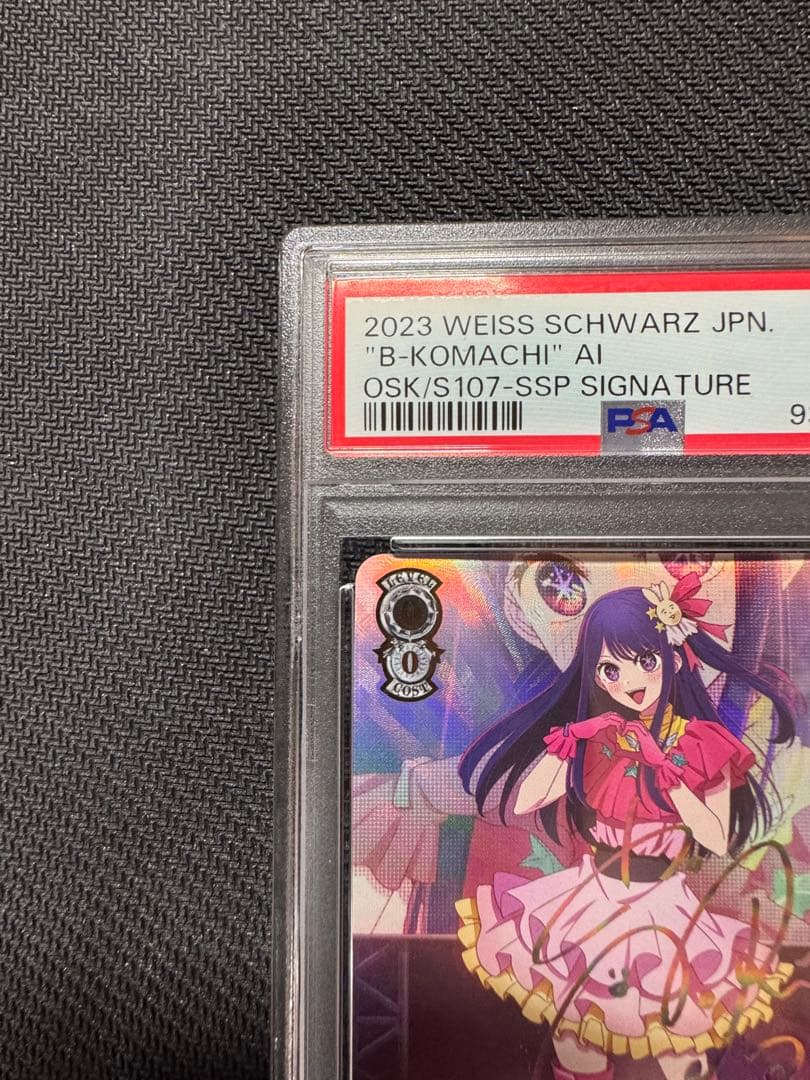 2023 WEISS SCHWARZ JPN.
"B-KOMACHI" AI
OSK/S107-SSP SIGNATURE
PSA
LEVEL
0
COST